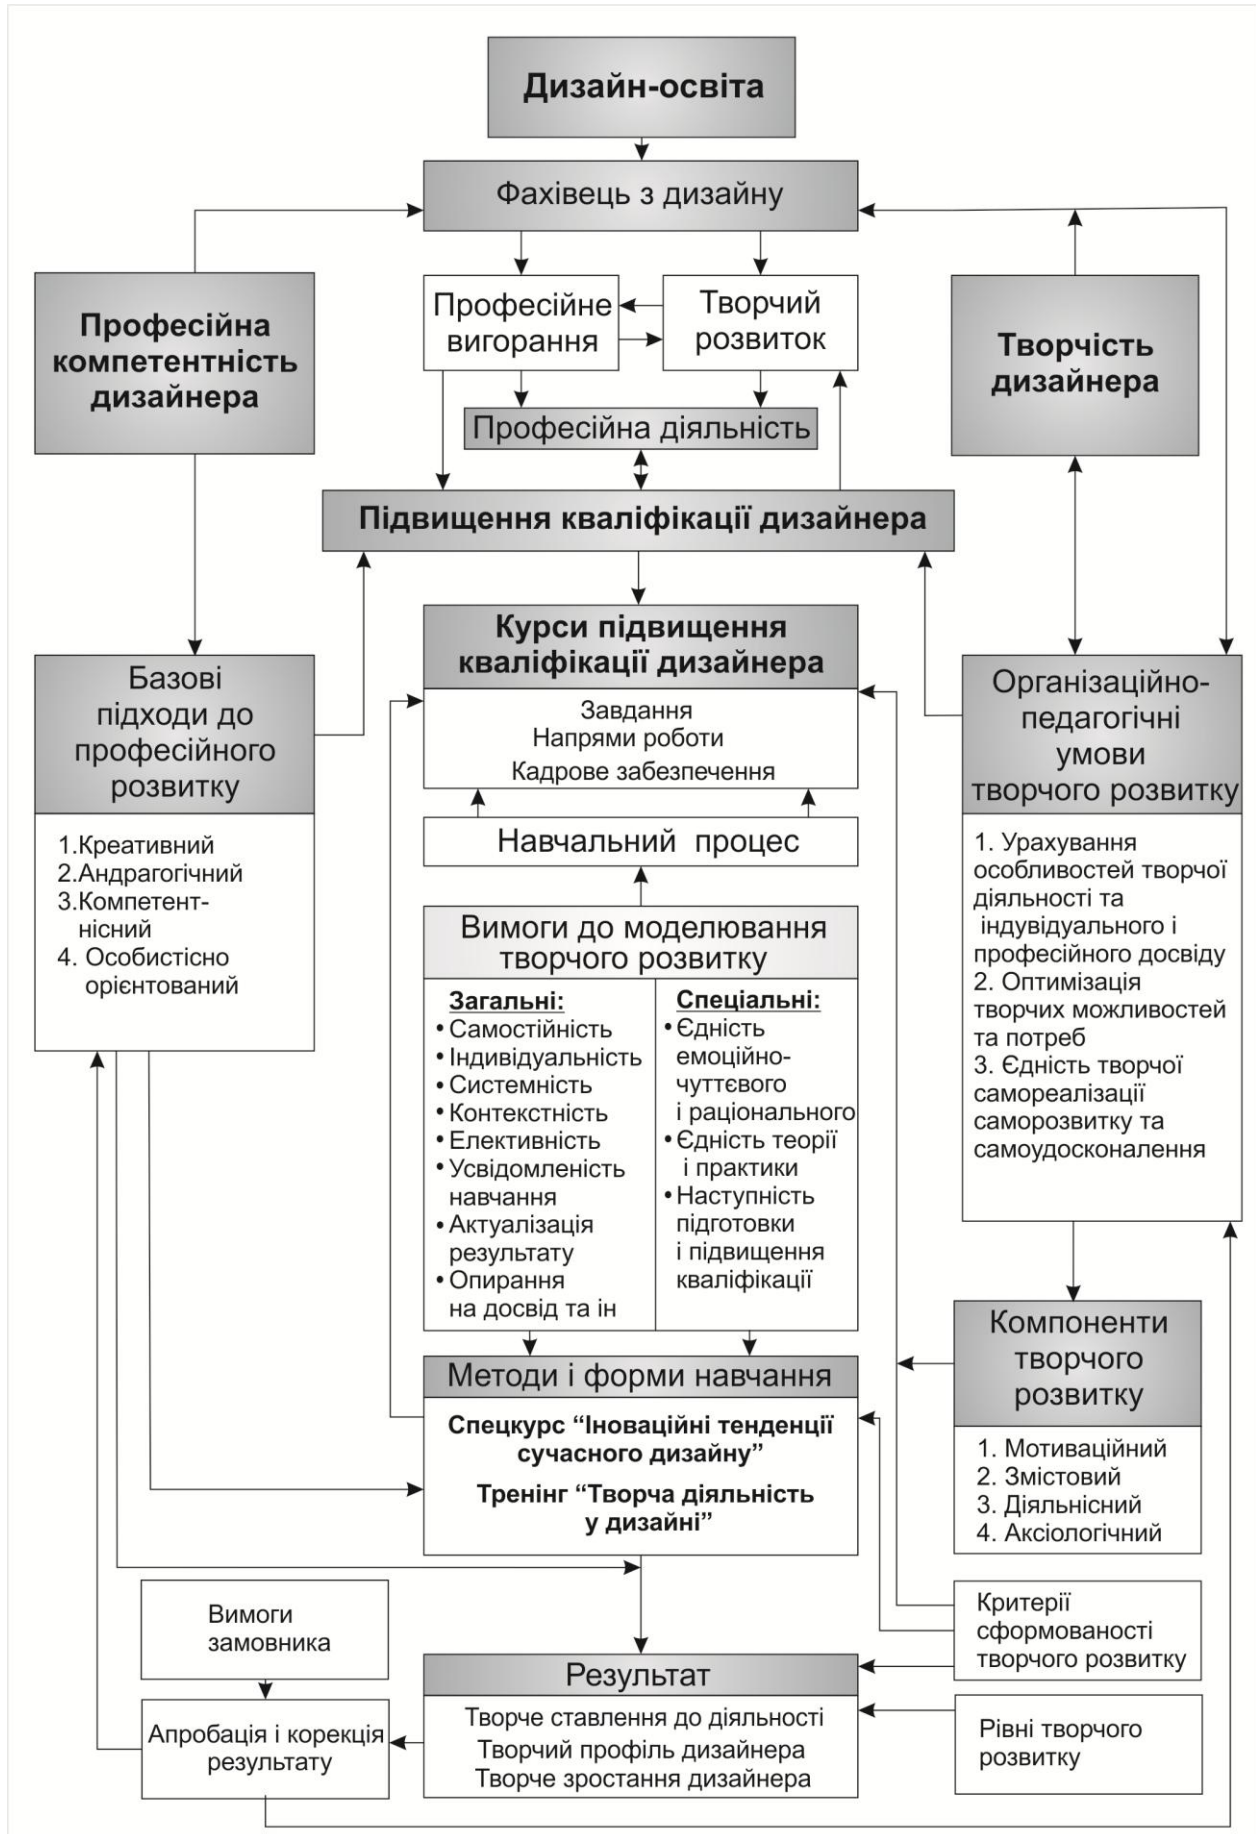 Дизайн-освіта
Фахівець з дизайну
Професійна
компетентність
дизайнера
Професійне
вигорання
Творчий
розвиток
Творчість
дизайнера
Професійна діяльність
Підвищення кваліфікації дизайнера
Курси підвищення
кваліфікації дизайнера
Завдання
Напрями роботи
Кадрове забезпечення
Базові
підходи до
професійного
розвитку
1.Креативний
2.Андрагогічний
3.Компетент-
нісний
4. Особистісно
орієнтований
Організаційно-
педагогічні
умови
творчого розвитку
1. Урахування
особливостей творчої
діяльності та
індувідуального і
професійного досвіду
2. Оптимізація
творчих можливостей
та потреб
3. Єдність творчої
самореалізації
саморозвитку та
самоудосконалення
Навчальний процес
Вимоги до моделювання
творчого розвитку
Загальні:
• Самостійність
• Індивідуальність
• Системність
• Контекстність
• Елективність
• Усвідомленість
навчання
• Актуалізація
результату
• Опирання
на досвід та ін
Спеціальні:
• Єдність
емоційно-
чуттєвого
і раціонального
• Єдність теорії
і практики
• Наступність
підготовки
і підвищення
кваліфікації
Методи і форми навчання
Спецкурс “Іноваційні тенденції
сучасного дизайну”
Тренінг “Творча діяльність
у дизайні”
Компоненти
творчого
розвитку
1. Мотиваційний
2. Змістовий
3. Діяльнісний
4. Аксіологічний
Вимоги
замовника
Критерії
сформованості
творчого розвитку
Результат
Творче ставлення до діяльності
Творчий профіль дизайнера
Творче зростання дизайнера
Апробація і корекція
результату
Рівні творчого
розвитку